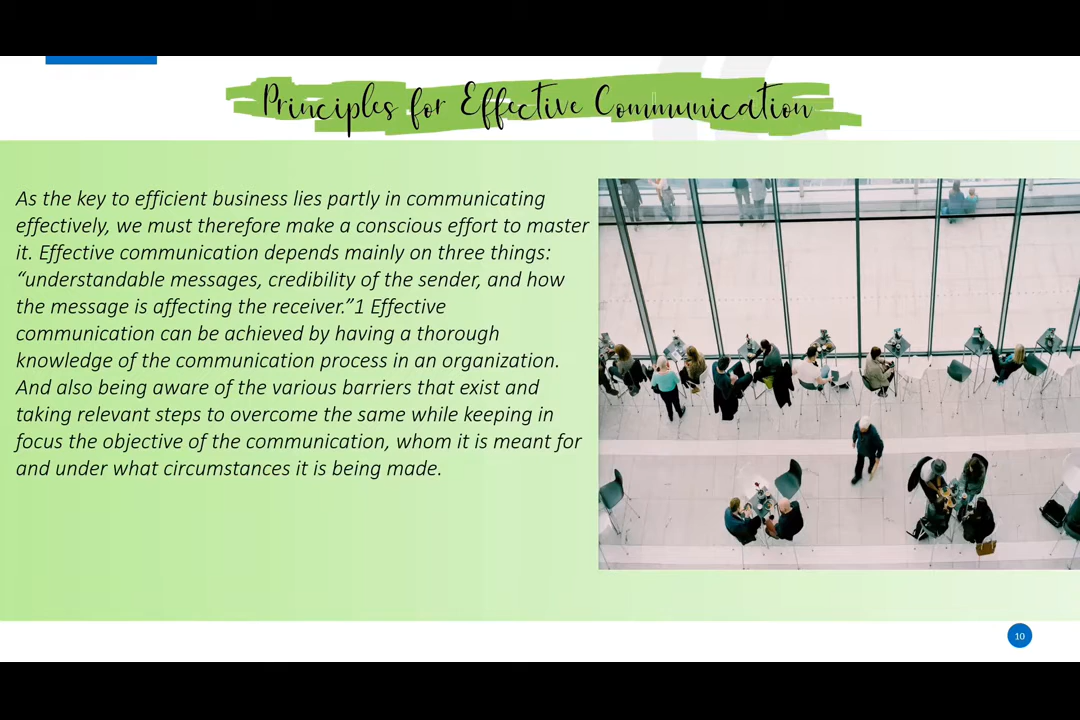 Principles for Effective Communication
As the key to efficient business lies partly in communicating
effectively, we must therefore make a conscious effort to master
it. Effective communication depends mainly on three things:
“understandable messages, credibility of the sender, and how
the message is affecting the receiver.”1 Effective
communication can be achieved by having a thorough
knowledge of the communication process in an organization.
And also being aware of the various barriers that exist and
taking relevant steps to overcome the same while keeping in
focus the objective of the communication, whom it is meant for
and under what circumstances it is being made.
10